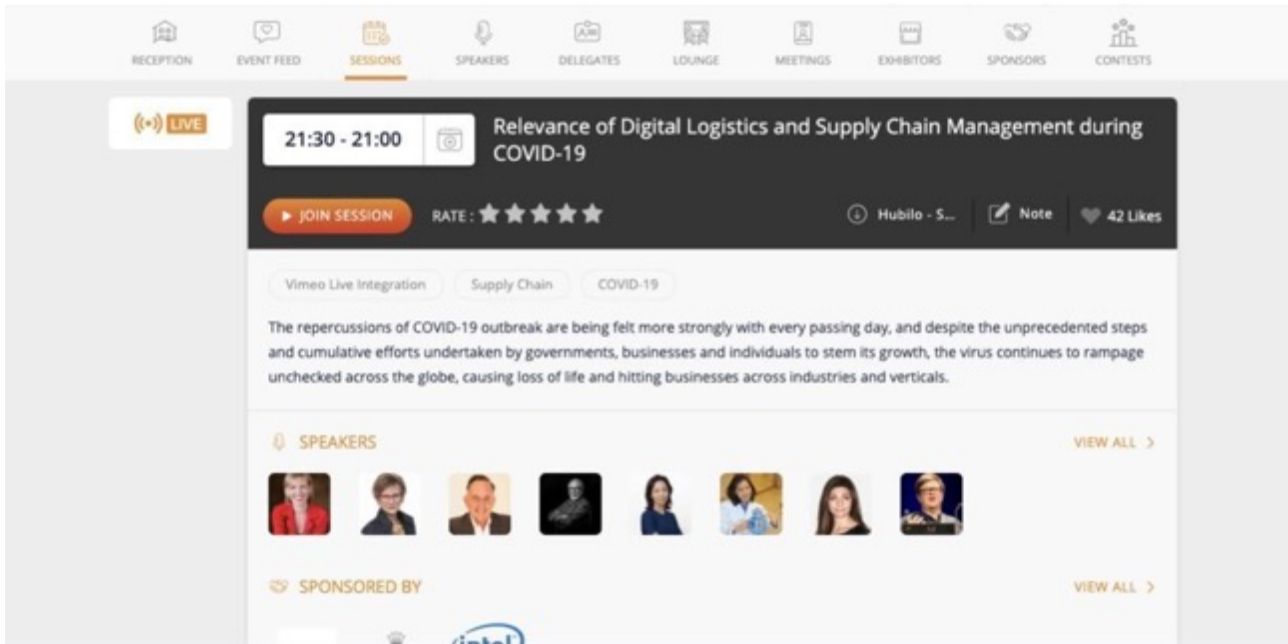 RECEPTION
EVENT FEED
SESSIONS
SPEAKERS
DELEGATES
LOUNGE
MEETINGS
EXHIBITORS
SPONSORS
CONTESTS
LIVE
21:30 - 21:00
Relevance of Digital Logistics and Supply Chain Management during
COVID-19
JOIN SESSION
RATE :
Hubilo - S...
Note
42 Likes
Vimeo Live Integration
Supply Chain
COVID-19
The repercussions of COVID-19 outbreak are being felt more strongly with every passing day, and despite the unprecedented steps
and cumulative efforts undertaken by governments, businesses and individuals to stem its growth, the virus continues to rampage
unchecked across the globe, causing loss of life and hitting businesses across industries and verticals.
SPEAKERS
VIEW ALL >
SPONSORED BY
VIEW ALL >
intel